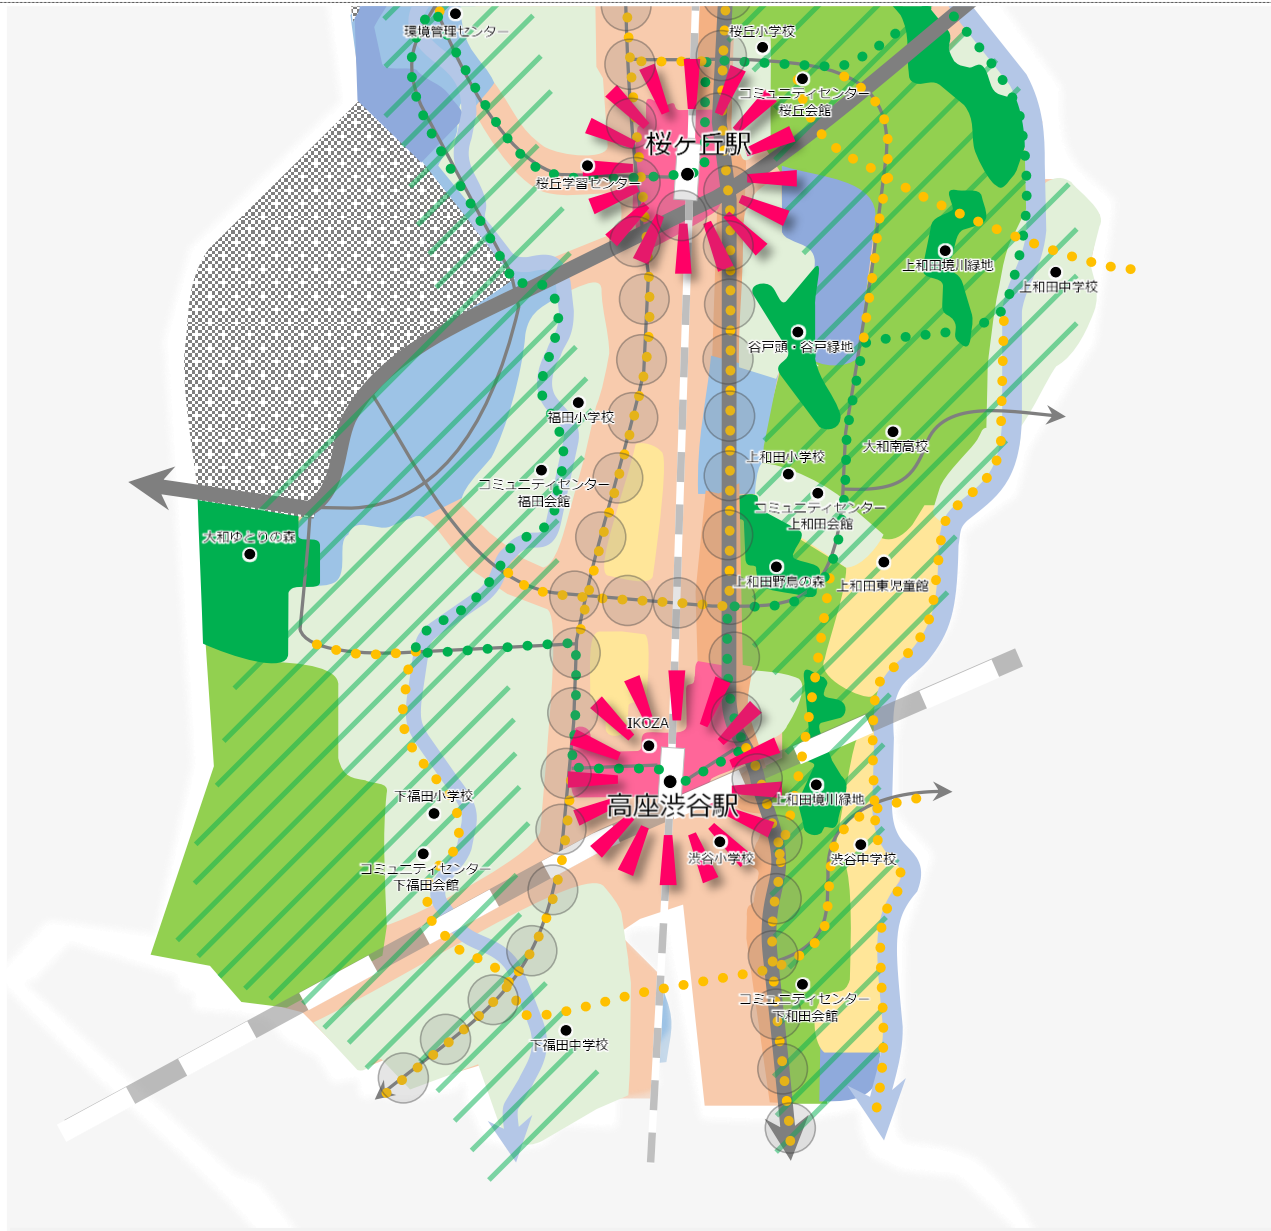 環境管理センター
桜丘小学校
コミュニティセンター
桜丘会館
桜ヶ丘駅
桜丘学習センター
上和田境川緑地
上和田中学校
谷戸頭・谷戸緑地
福田小学校
大和南高校
上和田小学校
コミュニティセンター
福田会館
コミュニティセンター
上和田会館
大和ゆとりの森
上和田野鳥の森
上和田東児童館
IKOZA
下福田小学校
高座渋谷駅
上和田境川緑地
渋谷小学校
渋谷中学校
コミュニティセンター
下福田会館
コミュニティセンター
下和田会館
下福田中学校